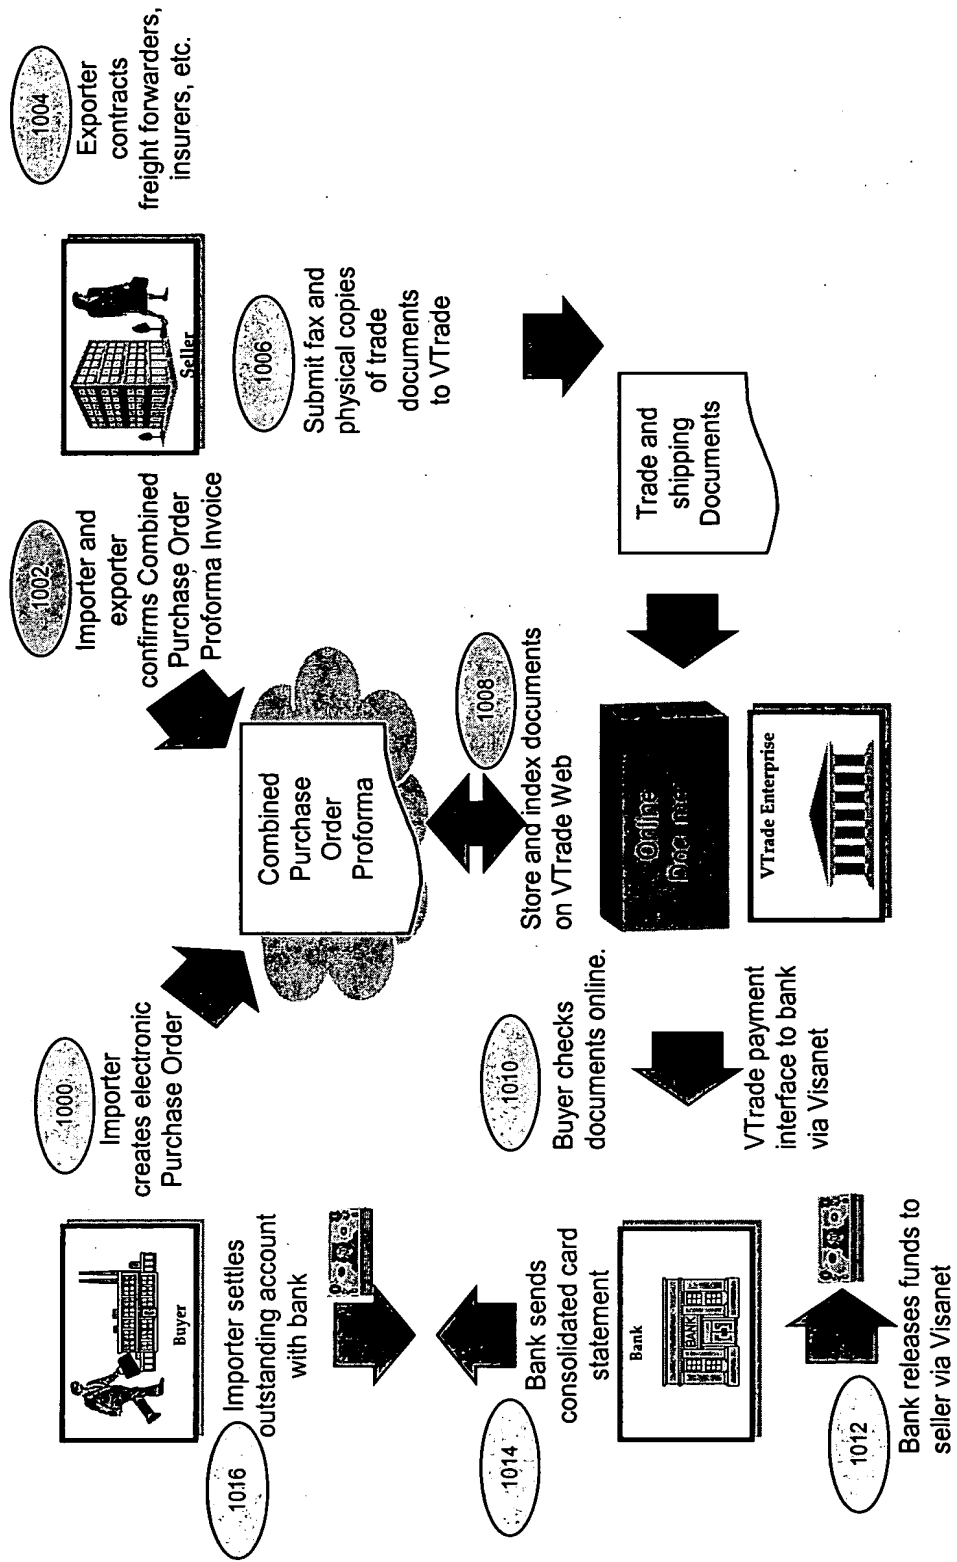 1000
Importer
creates electronic
Purchase Order
1002
Importer and
exporter
confirms Combined
Purchase Order
Proforma Invoice
1004
Exporter
contracts
freight forwarders,
insurers, etc.
Buyer
Seller
1016
Importer settles
outstanding account
with bank
Combined
Purchase
Order
Proforma
1006
Submit fax and
physical copies
of trade
documents
to VTrade
1014
Bank sends
consolidated card
statement
1010
Buyer checks
documents online.
1008
Store and index documents
on VTrade Web
Bank
BANK
Online
Trade and
shipping
Documents
VTrade payment
interface to bank
via Visanet
VTrade Enterprise
1012
Bank releases funds to
seller via Visanet